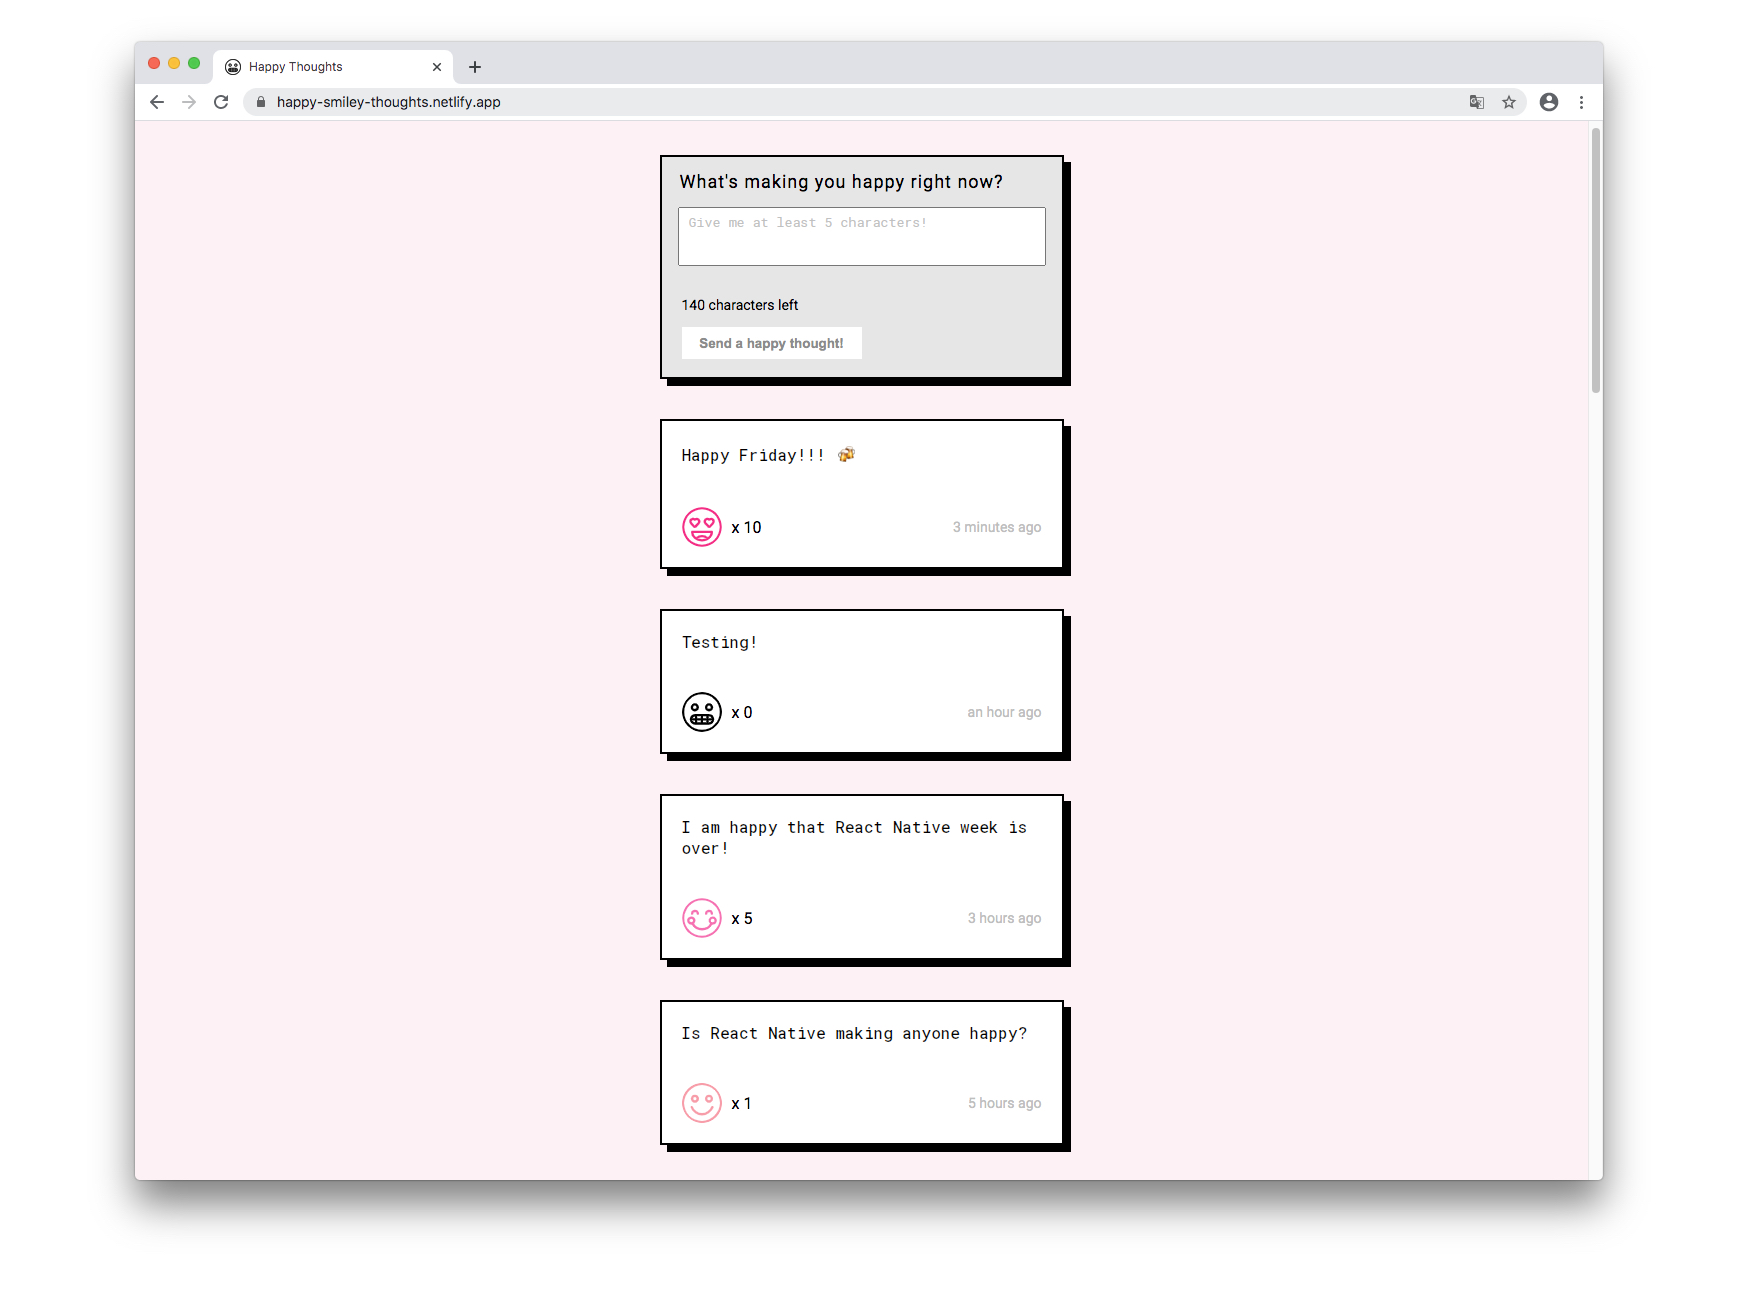 Happy Thoughts
happy-smiley-thoughts.netlify.app
What's making you happy right now?
Give me at least 5 characters!
140 characters left
Send a happy thought!
Happy Friday!!! 🍻
x 10
3 minutes ago
Testing!
x 0
an hour ago
I am happy that React Native week is
over!
x 5
3 hours ago
Is React Native making anyone happy?
x 1
5 hours ago